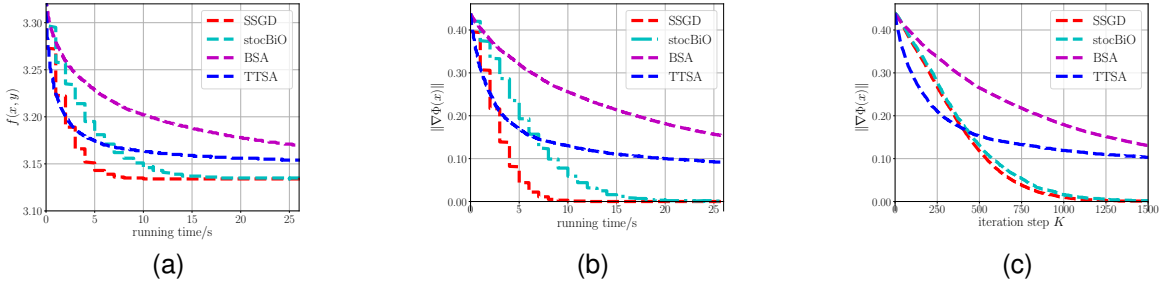 3.30
3.25
3.20
3.15
3.10
f(x, y)
SSGD
stocBiO
BSA
TTSA
0 5 10 15 20 25
running time/s
(a)
0.40
0.30
0.20
0.10
0.00
‖∇Φ(x)‖
SSGD
stocBiO
BSA
TTSA
0 5 10 15 20 25
running time/s
(b)
0.40
0.30
0.20
0.10
0.00
‖∇Φ(x)‖
SSGD
stocBiO
BSA
TTSA
0 250 500 750 1000 1250 1500
iteration step K
(c)